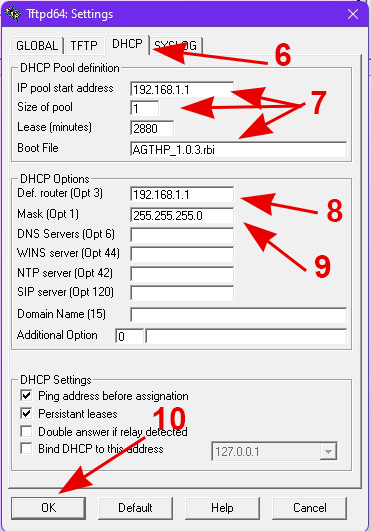 Tftpd64: Settings
GLOBAL TFTP DHCP SYSLOG
6
DHCP Pool definition
IP pool start address 192.168.1.1
Size of pool 1
7
Lease (minutes) 2880
Boot File AGTHP_1.0.3.rbi
DHCP Options
Def. router (Opt 3) 192.168.1.1
8
Mask (Opt 1) 255.255.255.0
DNS Servers (Opt 6)
9
WINS server (Opt 44)
NTP server (Opt 42)
SIP server (Opt 120)
Domain Name (15)
Additional Option 0
DHCP Settings
Ping address before assignation
Persistant leases
10
Double answer if relay detected
Bind DHCP to this address 127.0.0.1
OK Default Help Cancel